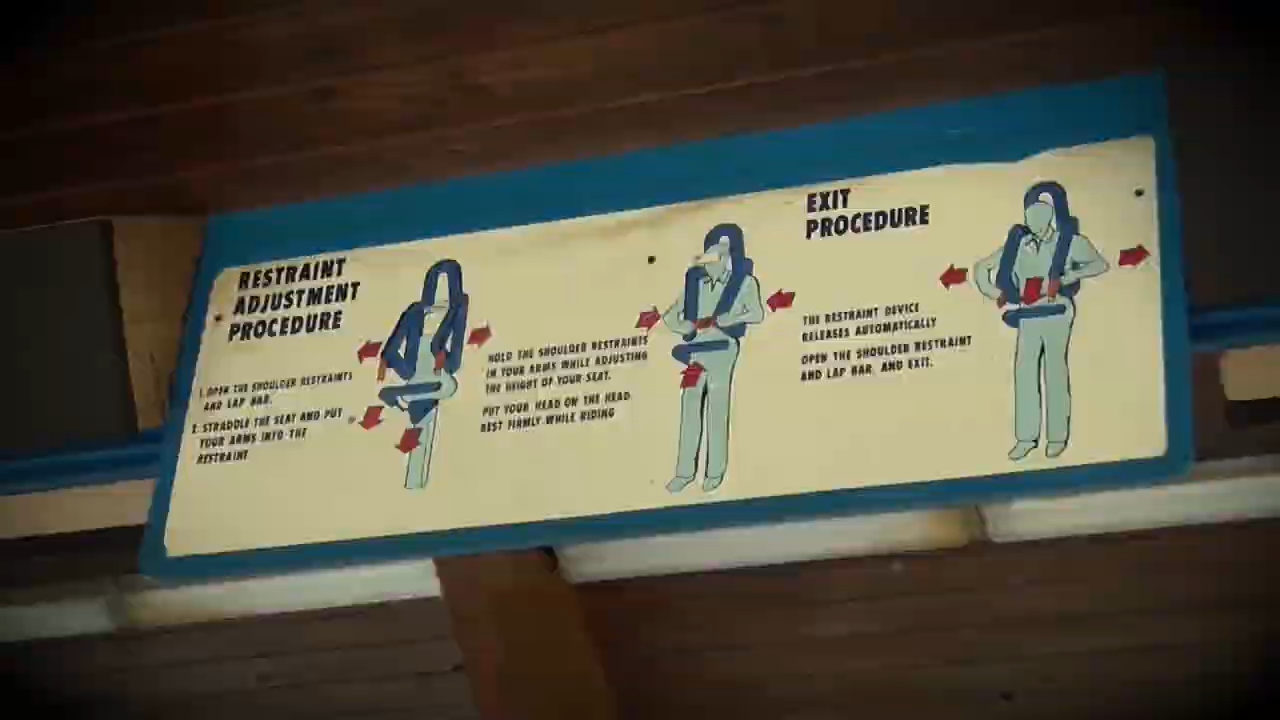 RESTRAINT
ADJUSTMENT
PROCEDURE
1. OPEN THE SHOULDER RESTRAINTS
AND LAP BAR.
2. STRADDLE THE SEAT AND PUT
YOUR ARMS INTO THE
RESTRAINT
HOLD THE SHOULDER RESTRAINTS
IN YOUR ARMS WHILE ADJUSTING
THE HEIGHT OF YOUR SEAT.
PUT YOUR HEAD ON THE HEAD
REST FIRMLY WHILE RIDING
EXIT
PROCEDURE
THE RESTRAINT DEVICE
RELEASES AUTOMATICALLY
OPEN THE SHOULDER RESTRAINT
AND LAP BAR, AND EXIT.